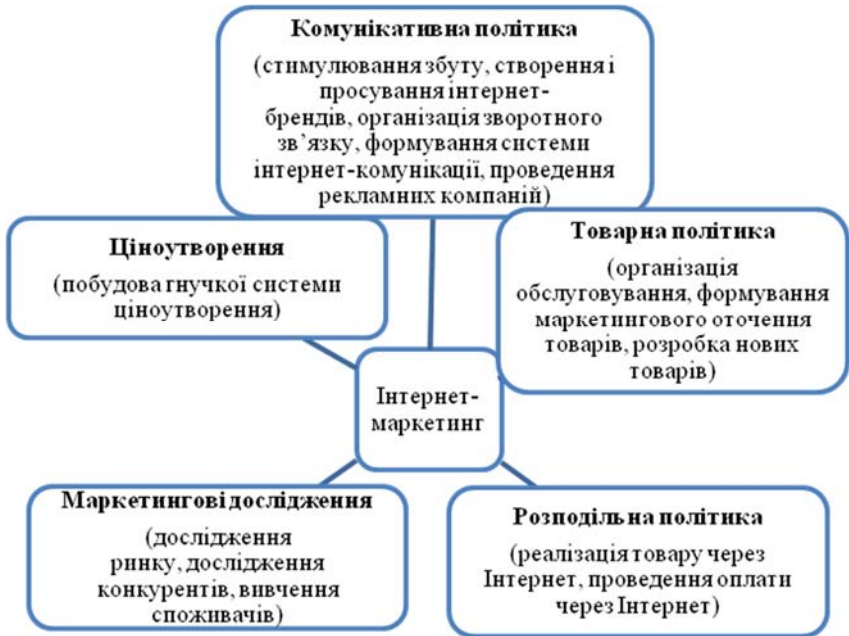 Комунікативна політика
(стимулювання збуту, створення і
просування інтернет-
брендів, організація зворотного
зв’язку, формування системи
інтернет-комунікації, проведення
рекламних компаній)
Ціноутворення
(побудова гнучкої системи
ціноутворення)
Товарна політика
(організація
обслуговування, формування
маркетингового оточення
товарів, розробка нових
товарів)
Інтернет-
маркетинг
Маркетингові дослідження
(дослідження
ринку, дослідження
конкурентів, вивчення
споживачів)
Розподільна політика
(реалізація товару через
Інтернет, проведення оплати
через Інтернет)